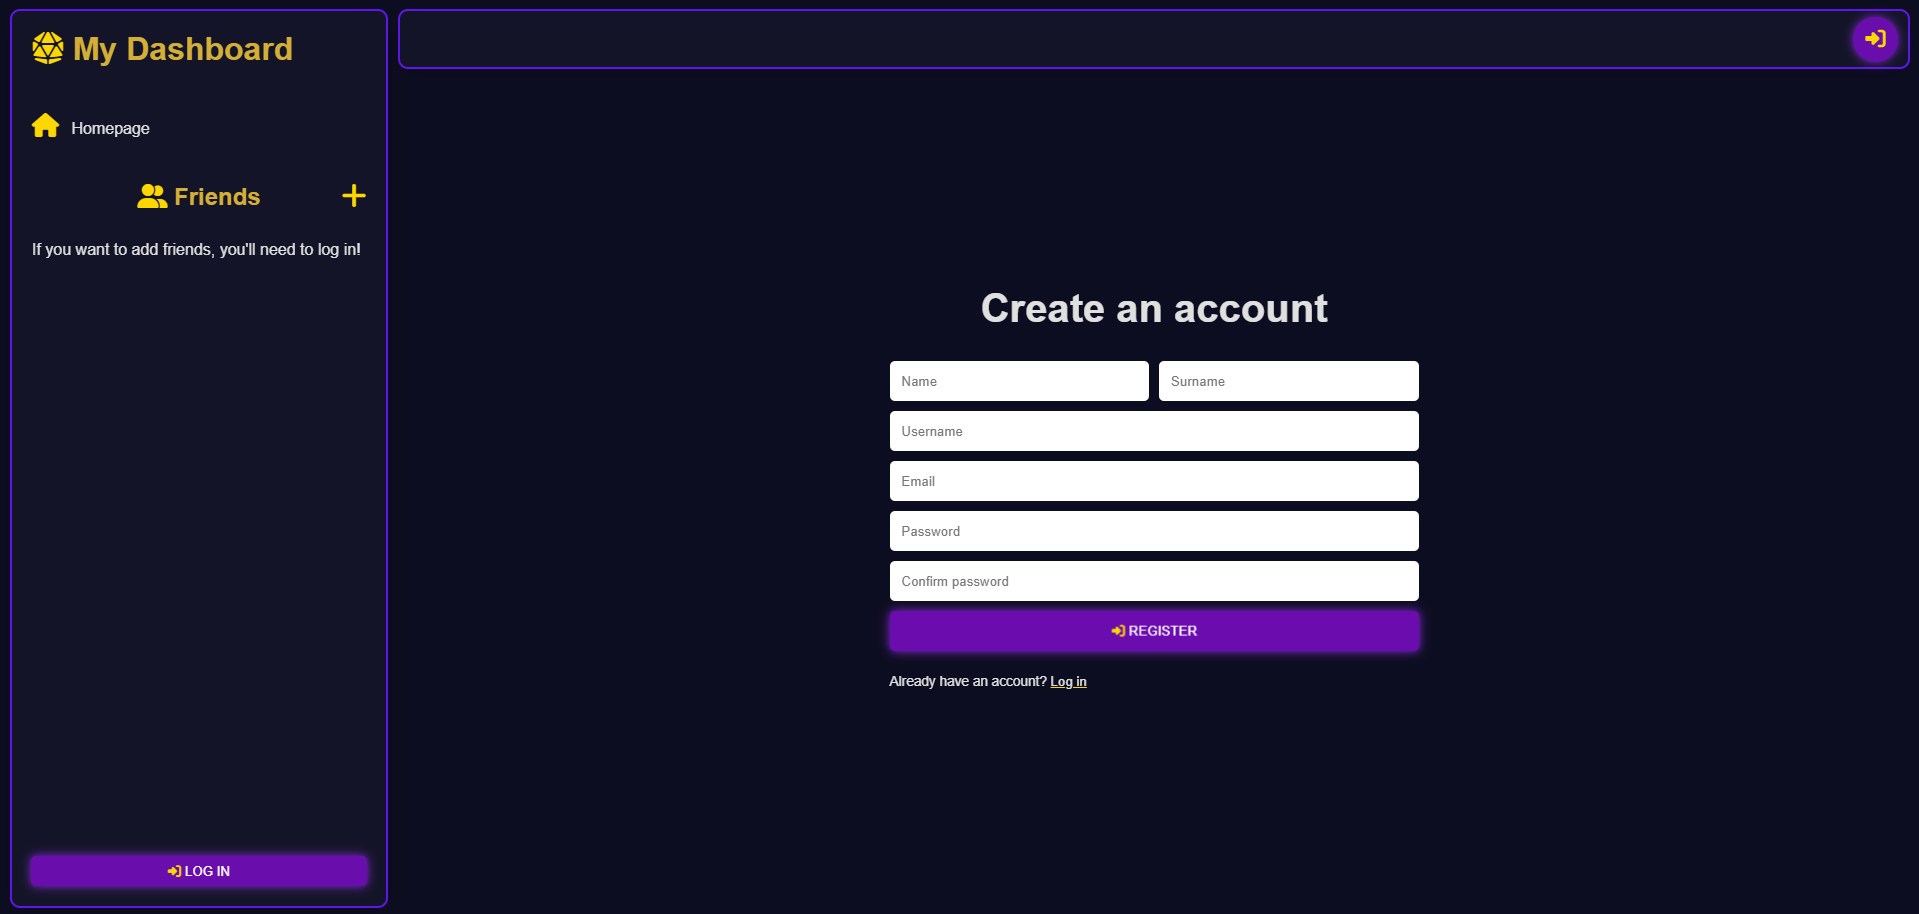 My Dashboard
Homepage
Friends
If you want to add friends, you'll need to log in!
LOG IN
Create an account
Name
Surname
Username
Email
Password
Confirm password
REGISTER
Already have an account? Log in